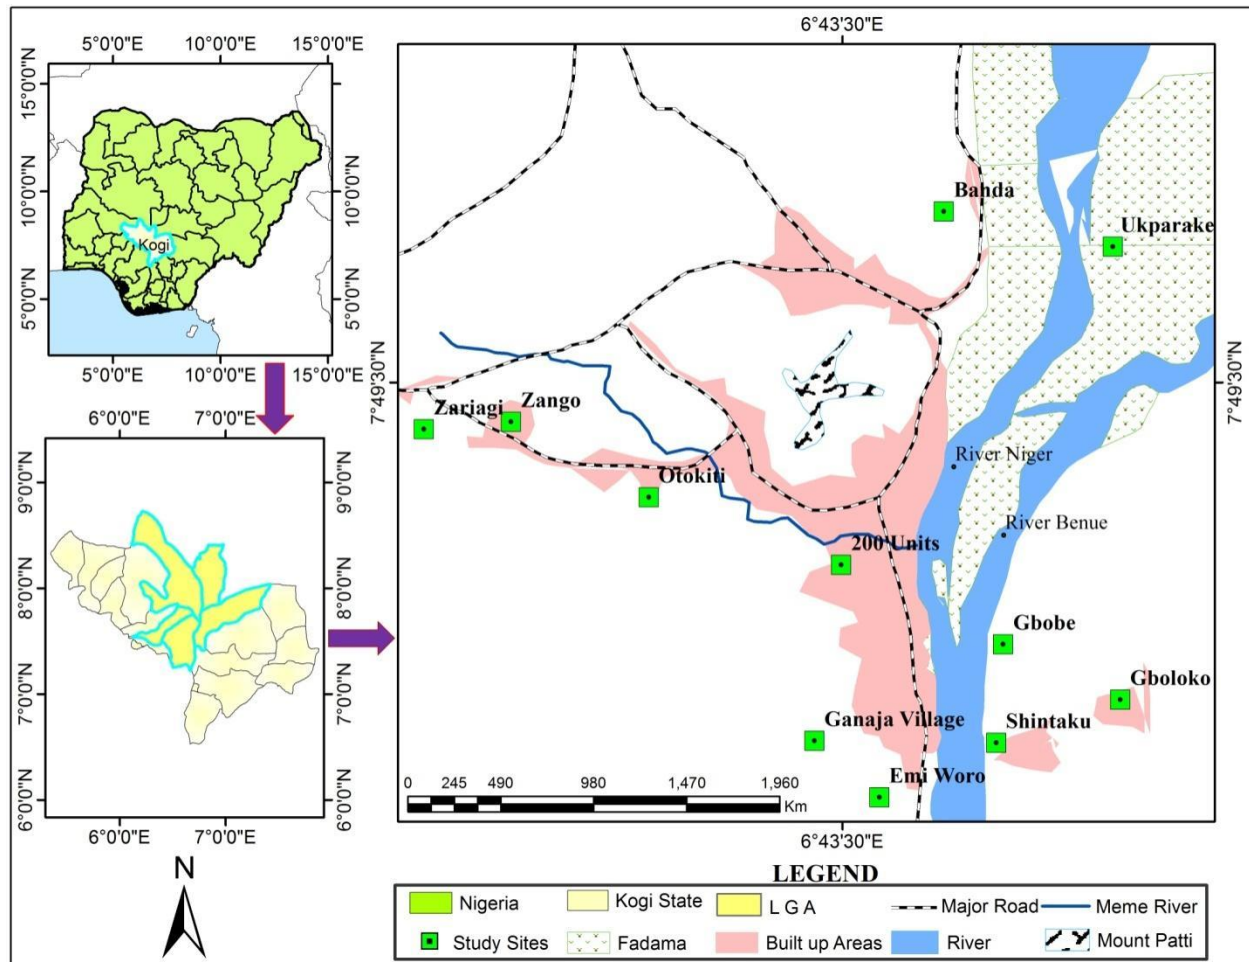 5°0'0"E 10°0'0"E 15°0'0"E
15°0'0"N
10°0'0"N
5°0'0"N
15°0'0"N
10°0'0"N
5°0'0"N
Kogi
5°0'0"E 10°0'0"E 15°0'0"E
6°0'0"E 7°0'0"E
9°0'0"N
8°0'0"N
7°0'0"N
6°0'0"N
9°0'0"N
8°0'0"N
7°0'0"N
6°0'0"N
6°0'0"E 7°0'0"E
N
6°43'30"E
7°49'30"N
7°49'30"N
Bahda
Ukparake
Zariagi
Zango
Otokiti
River Niger
River Benue
200 Units
Gbobe
Gboloko
Ganaja Village
Shintaku
Emi Woro
0 245 490 980 1,470 1,960
Km
6°43'30"E
LEGEND
Nigeria Kogi State L G A Major Road Meme River
Study Sites Fadama Built up Areas River Mount Patti